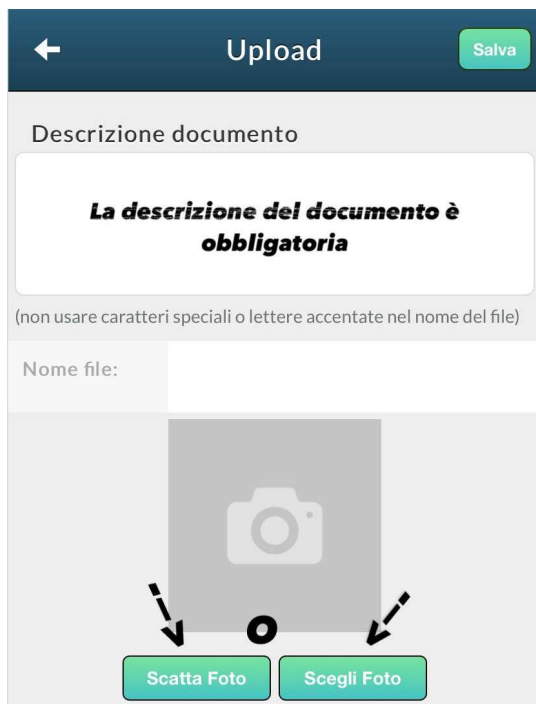 Upload
Salva
Descrizione documento
La descrizione del documento è
obbligatoria
(non usare caratteri speciali o lettere accentate nel nome del file)
Nome file:
o
Scatta Foto
Scegli Foto